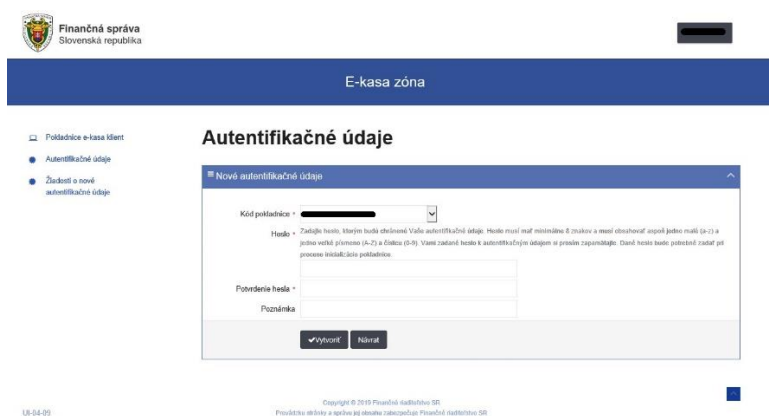 Finančná správa
Slovenská republika
E-kasa zóna
Pokladnice e-kasa klient
Autentifikačné údaje
Žiadosti o nové
autentifikačné údaje
Autentifikačné údaje
Nové autentifikačné údaje
Kód pokladnice *
Heslo *
Zadajte heslo, ktorým budú chránené Vaše autentifikačné údaje. Heslo musí mať minimálne 8 znakov a musí obsahovať aspoň jedno malé (a-z) a
jedno veľké písmeno (A-Z) a číslicu (0-9). Vami zadané heslo k autentifikačným údajom si prosím zapamätajte. Dané heslo bude potrebné zadať pri
procese inicializácie pokladnice.
Potvrdenie hesla *
Poznámka
Vytvoriť
Návrat
Copyright © 2019 Finančné riaditeľstvo SR
Prevádzku stránky a správu jej obsahu zabezpečuje Finančné riaditeľstvo SR
UI-04-09